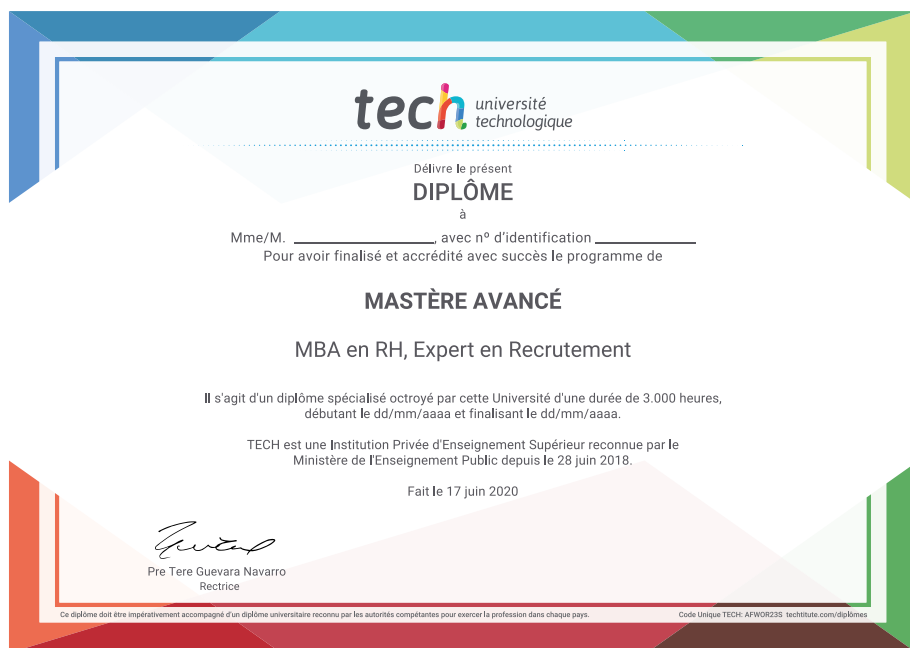 tech université
technologique
Délivre le présent
DIPLÔME
à
Mme/M. ____________, avec nº d'identification ____________
Pour avoir finalisé et accrédité avec succès le programme de
MASTÈRE AVANCÉ
MBA en RH, Expert en Recrutement
Il s'agit d'un diplôme spécialisé octroyé par cette Université d'une durée de 3.000 heures,
débutant le dd/mm/aaaa et finalisant le dd/mm/aaaa.
TECH est une Institution Privée d'Enseignement Supérieur reconnue par le
Ministère de l'Enseignement Public depuis le 28 juin 2018.
Fait le 17 juin 2020
Pre Tere Guevara Navarro
Rectrice
Ce diplôme doit être impérativement accompagné d'un diplôme universitaire reconnu par les autorités compétentes pour exercer la profession dans chaque pays. Code Unique TECH: AFWOR23S techtitute.com/diplômes